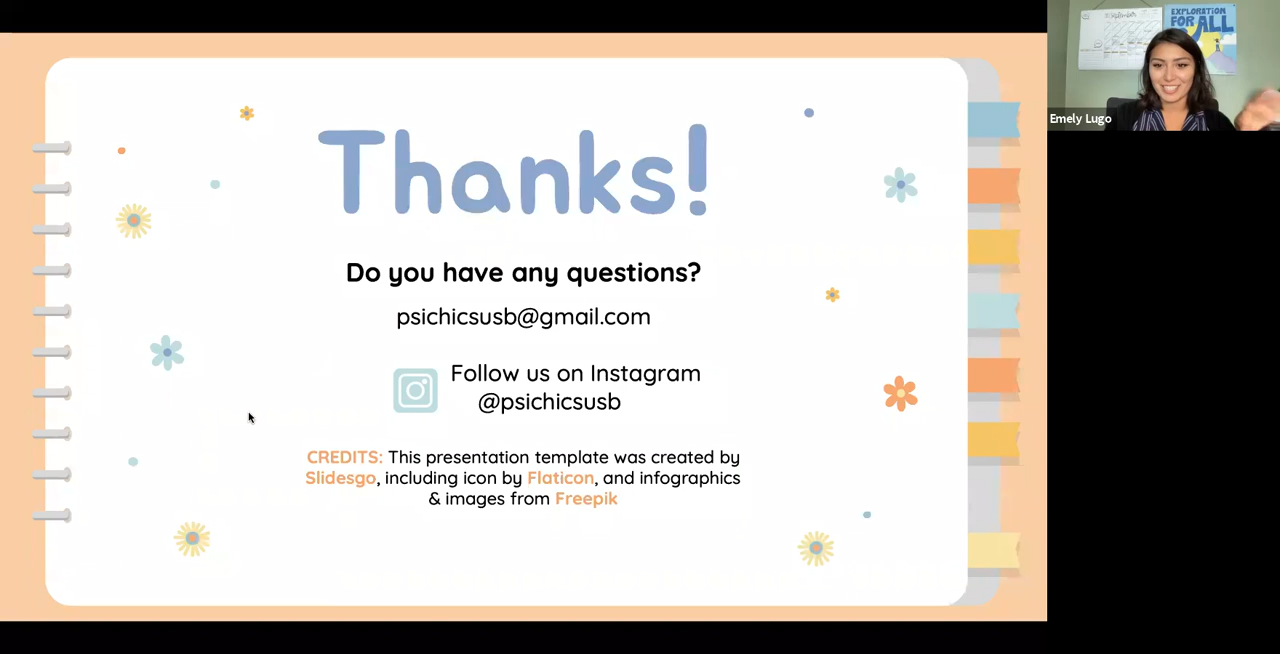 Thanks!
Do you have any questions?
psichicsusb@gmail.com
Follow us on Instagram
@psichicsusb
CREDITS: This presentation template was created by
Slidesgo, including icon by Flaticon, and infographics
& images from Freepik
EXPLORATION
FOR ALL
Emely Lugo